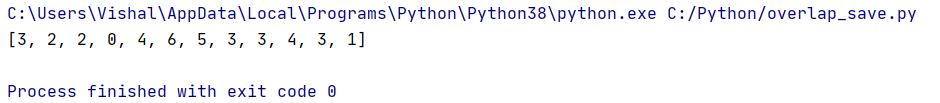 C:\Users\Vishal\AppData\Local\Programs\Python\Python38\python.exe C:/Python/overlap_save.py
[3, 2, 2, 0, 4, 6, 5, 3, 3, 4, 3, 1]
Process finished with exit code 0